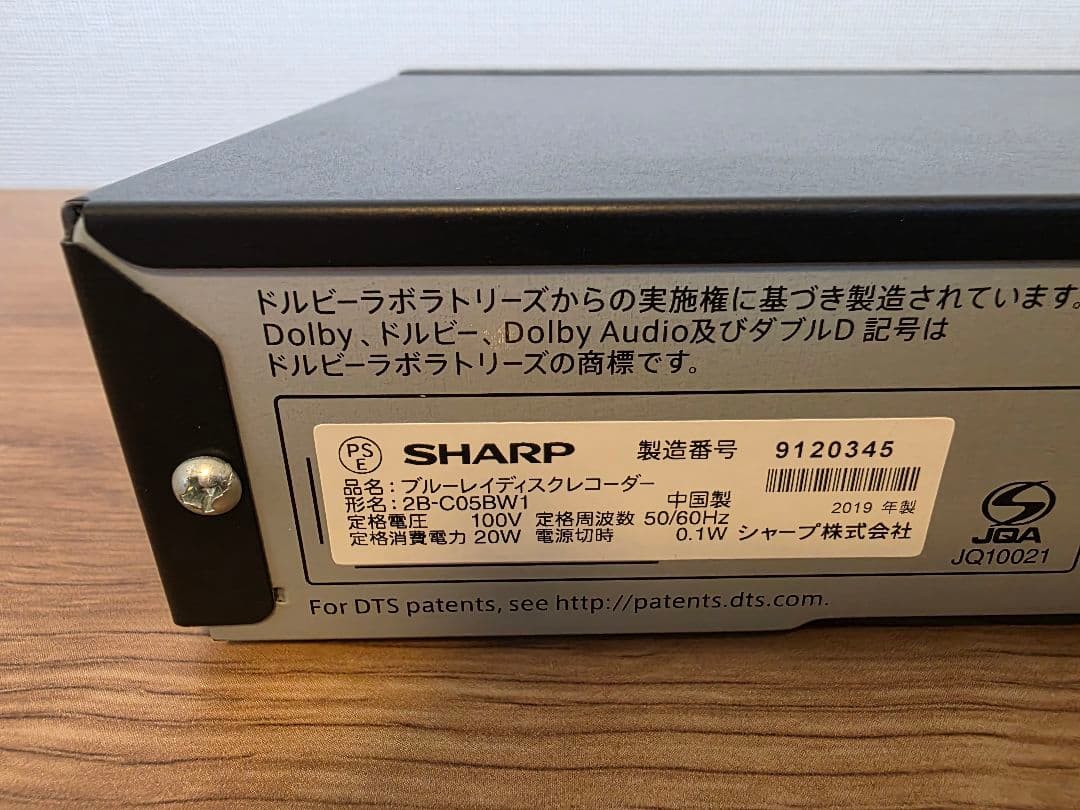 ドルビーラボラトリーズからの実施権に基づき製造されています。
Dolby、ドルビー、Dolby Audio及びダブルD 記号は
ドルビーラボラトリーズの商標です。
PS
E
SHARP 製造番号 9120345
品名：ブルーレイディスクレコーダー
形名：2B-C05BW1 中国製 2019 年製
定格電圧 100V 定格周波数 50/60Hz
定格消費電力 20W 電源切時 0.1W シャープ株式会社
JQA
JQ10021
For DTS patents, see http://patents.dts.com.